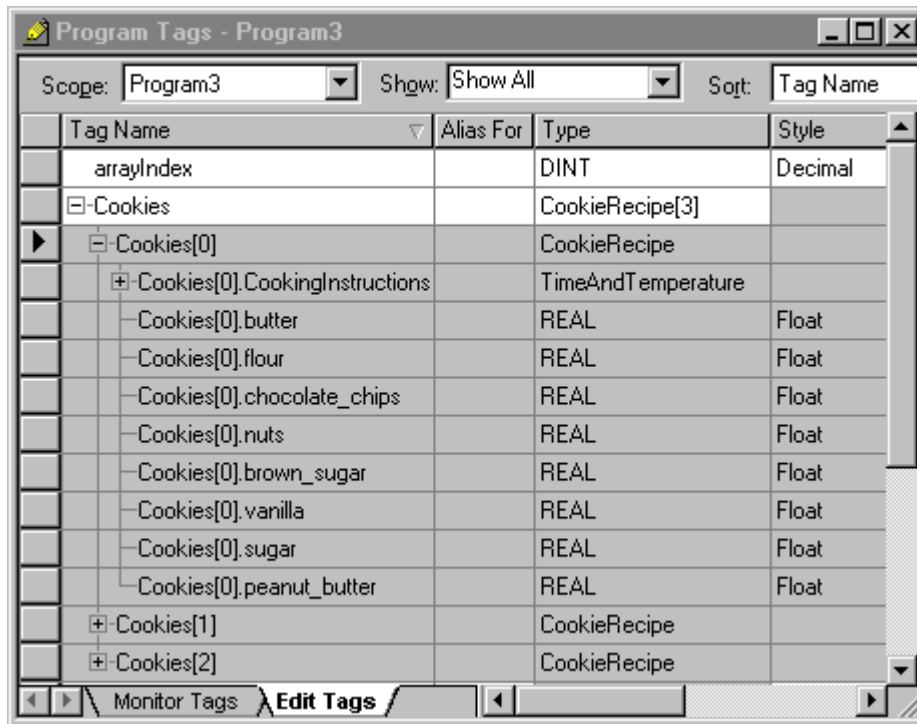 Program Tags - Program3
Scope: Program3 Show: Show All Sort: Tag Name
Tag Name Alias For Type Style
arrayIndex DINT Decimal
Cookies CookieRecipe[3]
Cookies[0] CookieRecipe
Cookies[0].CookingInstructions TimeAndTemperature
Cookies[0].butter REAL Float
Cookies[0].flour REAL Float
Cookies[0].chocolate_chips REAL Float
Cookies[0].nuts REAL Float
Cookies[0].brown_sugar REAL Float
Cookies[0].vanilla REAL Float
Cookies[0].sugar REAL Float
Cookies[0].peanut_butter REAL Float
Cookies[1] CookieRecipe
Cookies[2] CookieRecipe
Monitor Tags Edit Tags